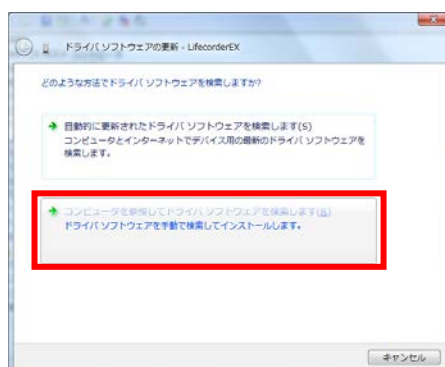 ドライバ ソフトウェアの更新 - LifecorderEX
どのような方法でドライバ ソフトウェアを検索しますか?
自動的に更新されたドライバ ソフトウェアを検索します(S)
コンピュータとインターネットでデバイス用の最新のドライバ ソフトウェアを
検索します。
コンピュータを参照してドライバ ソフトウェアを検索します(R)
ドライバ ソフトウェアを手動で検索してインストールします。
キャンセル